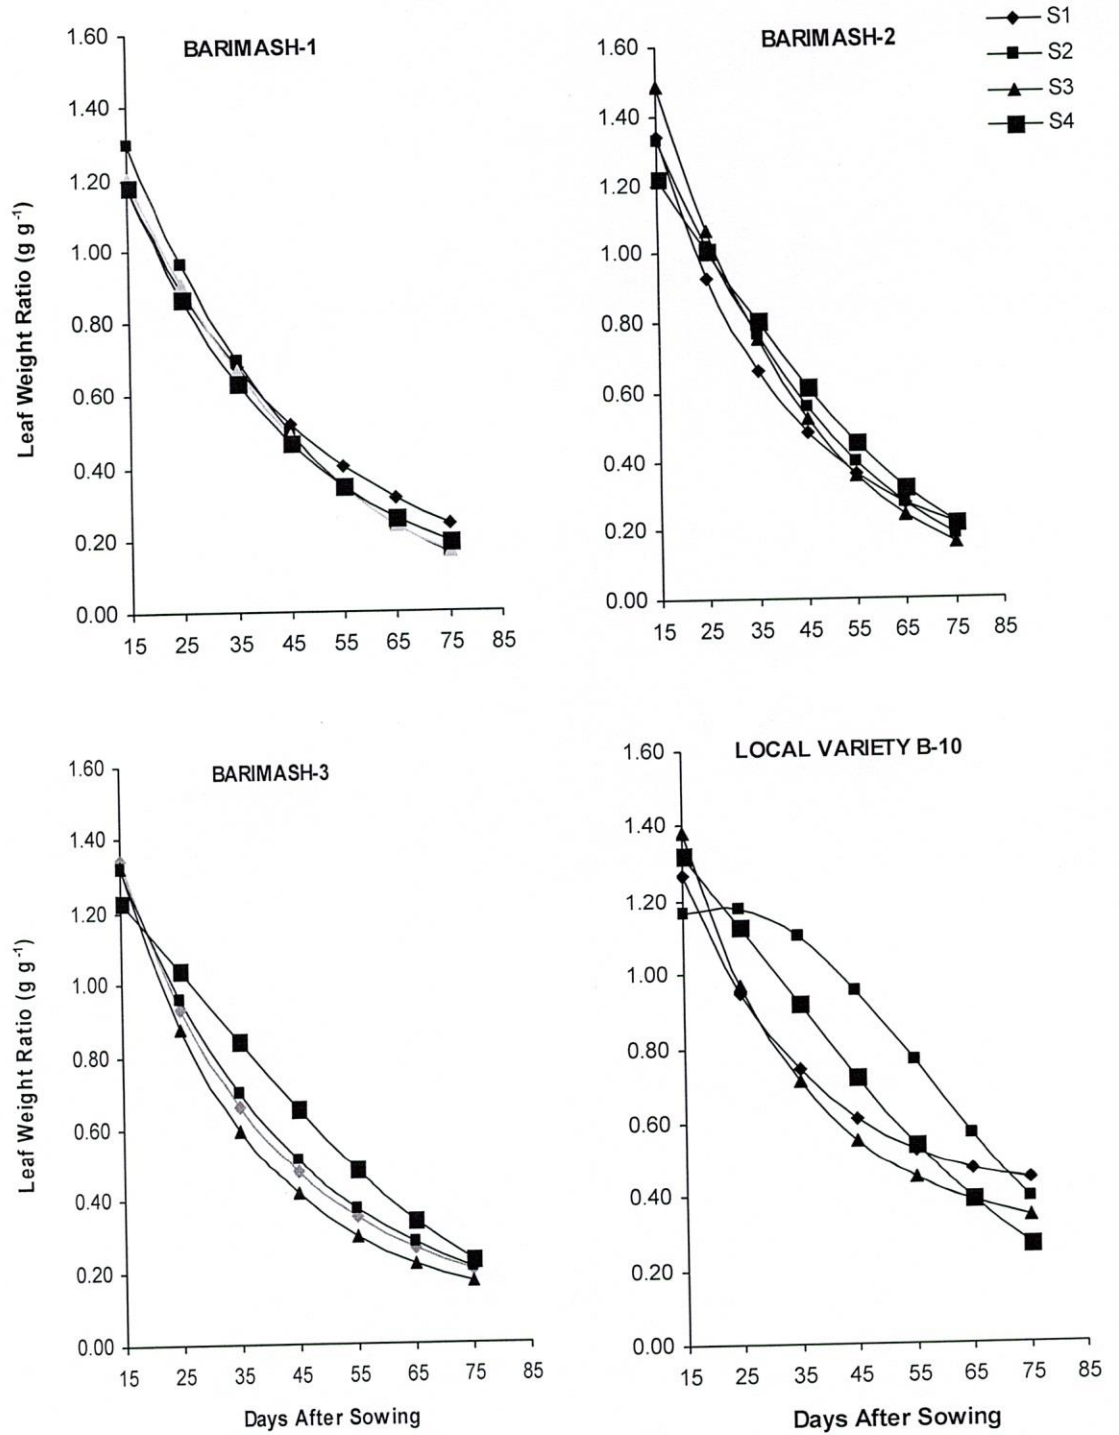 BARIMASH-1
Leaf Weight Ratio (g g⁻¹)
1.60
1.40
1.20
1.00
0.80
0.60
0.40
0.20
0.00
15 25 35 45 55 65 75 85
BARIMASH-2
1.60
1.40
1.20
1.00
0.80
0.60
0.40
0.20
0.00
15 25 35 45 55 65 75 85
S1
S2
S3
S4
BARIMASH-3
Leaf Weight Ratio (g g⁻¹)
1.60
1.40
1.20
1.00
0.80
0.60
0.40
0.20
0.00
15 25 35 45 55 65 75 85
Days After Sowing
LOCAL VARIETY B-10
1.60
1.40
1.20
1.00
0.80
0.60
0.40
0.20
0.00
15 25 35 45 55 65 75 85
Days After Sowing